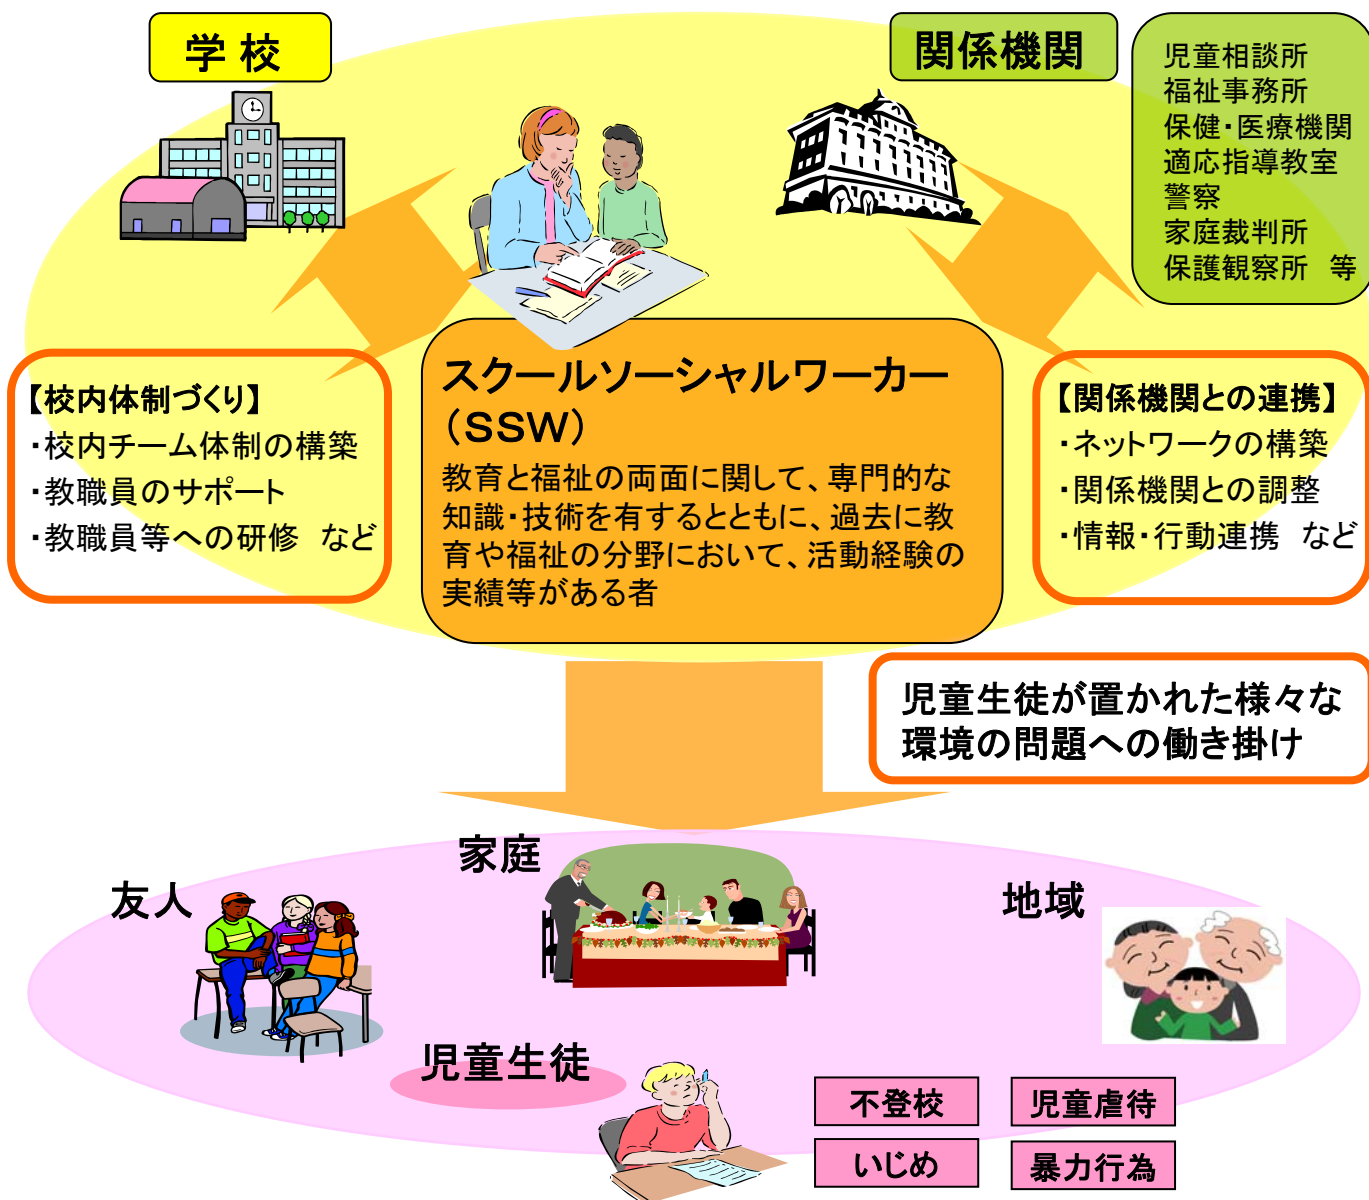 学校
関係機関
児童相談所
福祉事務所
保健・医療機関
適応指導教室
警察
家庭裁判所
保護観察所　等
【校内体制づくり】
・校内チーム体制の構築
・教職員のサポート
・教職員等への研修　など
スクールソーシャルワーカー
（ＳＳＷ）
教育と福祉の両面に関して、専門的な
知識・技術を有するとともに、過去に教
育や福祉の分野において、活動経験の
実績等がある者
【関係機関との連携】
・ネットワークの構築
・関係機関との調整
・情報・行動連携　など
児童生徒が置かれた様々な
環境の問題への働き掛け
家庭
友人
地域
児童生徒
不登校
児童虐待
いじめ
暴力行為